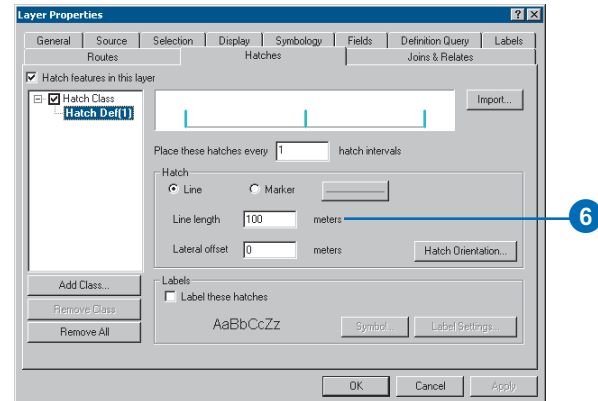 Layer Properties
General Source Selection Display Symbology Fields Definition Query Labels
Routes Hatches Joins & Relates
Hatch features in this layer
Hatch Class
Hatch Def(1)
Import...
Place these hatches every 1 hatch intervals
Hatch
Line Marker
Line length 100 meters
6
Lateral offset 0 meters
Hatch Orientation...
Add Class...
Remove Class
Remove All
Labels
Label these hatches
AaBbCcZz
Symbol...
Label Settings...
OK Cancel Apply